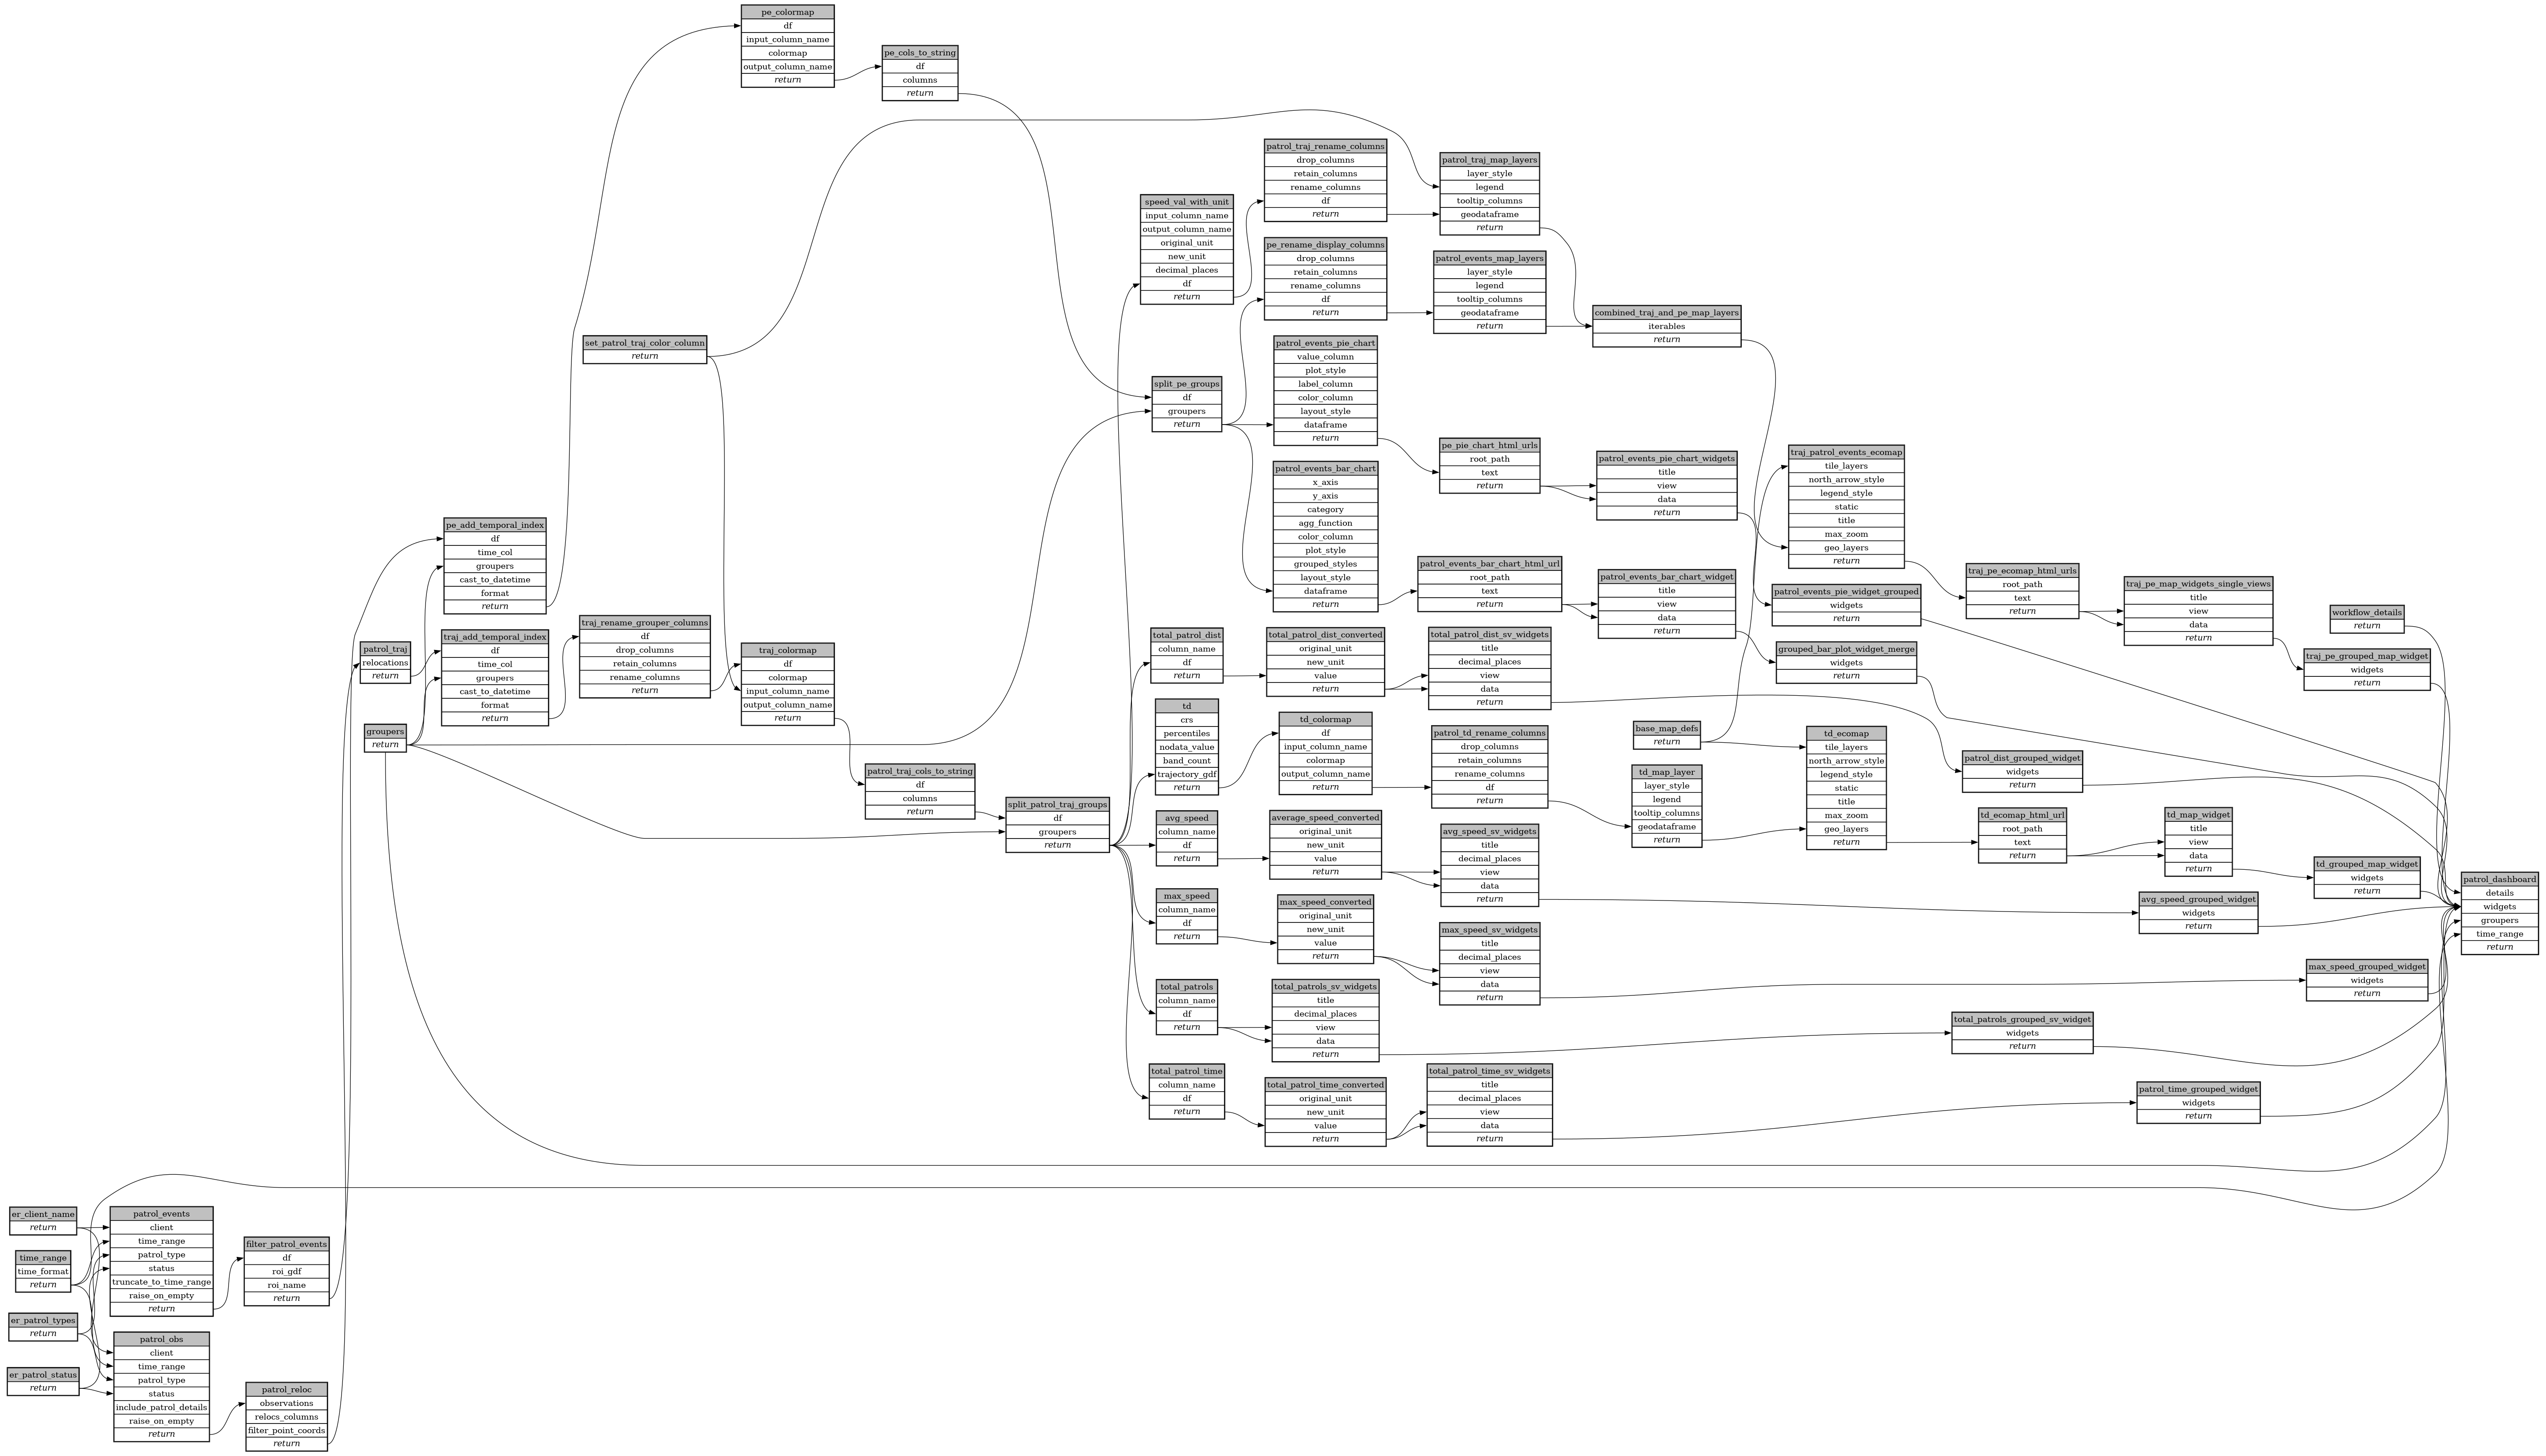 pe_colormap
df
input_column_name
colormap
output_column_name
return
pe_cols_to_string
df
columns
return
patrol_traj_rename_columns
drop_columns
retain_columns
rename_columns
df
return
patrol_traj_map_layers
layer_style
legend
tooltip_columns
geodataframe
return
speed_val_with_unit
input_column_name
output_column_name
original_unit
new_unit
decimal_places
df
return
pe_rename_display_columns
drop_columns
retain_columns
rename_columns
df
return
patrol_events_map_layers
layer_style
legend
tooltip_columns
geodataframe
return
combined_traj_and_pe_map_layers
iterables
return
set_patrol_traj_color_column
return
patrol_events_pie_chart
value_column
plot_style
label_column
color_column
layout_style
dataframe
return
split_pe_groups
df
groupers
return
pe_pie_chart_html_urls
root_path
text
return
patrol_events_pie_chart_widgets
title
view
data
return
traj_patrol_events_ecomap
tile_layers
north_arrow_style
legend_style
static
title
max_zoom
geo_layers
return
patrol_events_bar_chart
x_axis
y_axis
category
agg_function
color_column
plot_style
grouped_styles
layout_style
dataframe
return
pe_add_temporal_index
df
time_col
groupers
cast_to_datetime
format
return
patrol_events_bar_chart_html_url
root_path
text
return
patrol_events_bar_chart_widget
title
view
data
return
patrol_events_pie_widget_grouped
widgets
return
traj_pe_ecomap_html_urls
root_path
text
return
traj_pe_map_widgets_single_views
title
view
data
return
workflow_details
return
traj_pe_grouped_map_widget
widgets
return
patrol_traj
relocations
return
traj_add_temporal_index
df
time_col
groupers
cast_to_datetime
format
return
traj_rename_grouper_columns
df
drop_columns
retain_columns
rename_columns
return
traj_colormap
df
colormap
input_column_name
output_column_name
return
total_patrol_dist
column_name
df
return
total_patrol_dist_converted
original_unit
new_unit
value
return
total_patrol_dist_sv_widgets
title
decimal_places
view
data
return
grouped_bar_plot_widget_merge
widgets
return
groupers
return
td
crs
percentiles
nodata_value
band_count
trajectory_gdf
return
td_colormap
df
input_column_name
colormap
output_column_name
return
patrol_td_rename_columns
drop_columns
retain_columns
rename_columns
df
return
base_map_defs
return
td_map_layer
layer_style
legend
tooltip_columns
geodataframe
return
td_ecomap
tile_layers
north_arrow_style
legend_style
static
title
max_zoom
geo_layers
return
patrol_dist_grouped_widget
widgets
return
patrol_traj_cols_to_string
df
columns
return
split_patrol_traj_groups
df
groupers
return
avg_speed
column_name
df
return
average_speed_converted
original_unit
new_unit
value
return
avg_speed_sv_widgets
title
decimal_places
view
data
return
td_ecomap_html_url
root_path
text
return
td_map_widget
title
view
data
return
td_grouped_map_widget
widgets
return
patrol_dashboard
details
widgets
groupers
time_range
return
max_speed
column_name
df
return
max_speed_converted
original_unit
new_unit
value
return
max_speed_sv_widgets
title
decimal_places
view
data
return
avg_speed_grouped_widget
widgets
return
max_speed_grouped_widget
widgets
return
total_patrols
column_name
df
return
total_patrols_sv_widgets
title
decimal_places
view
data
return
total_patrols_grouped_sv_widget
widgets
return
total_patrol_time
column_name
df
return
total_patrol_time_converted
original_unit
new_unit
value
return
total_patrol_time_sv_widgets
title
decimal_places
view
data
return
patrol_time_grouped_widget
widgets
return
er_client_name
return
time_range
time_format
return
er_patrol_types
return
er_patrol_status
return
patrol_events
client
time_range
patrol_type
status
truncate_to_time_range
raise_on_empty
return
filter_patrol_events
df
roi_gdf
roi_name
return
patrol_obs
client
time_range
patrol_type
status
include_patrol_details
raise_on_empty
return
patrol_reloc
observations
relocs_columns
filter_point_coords
return